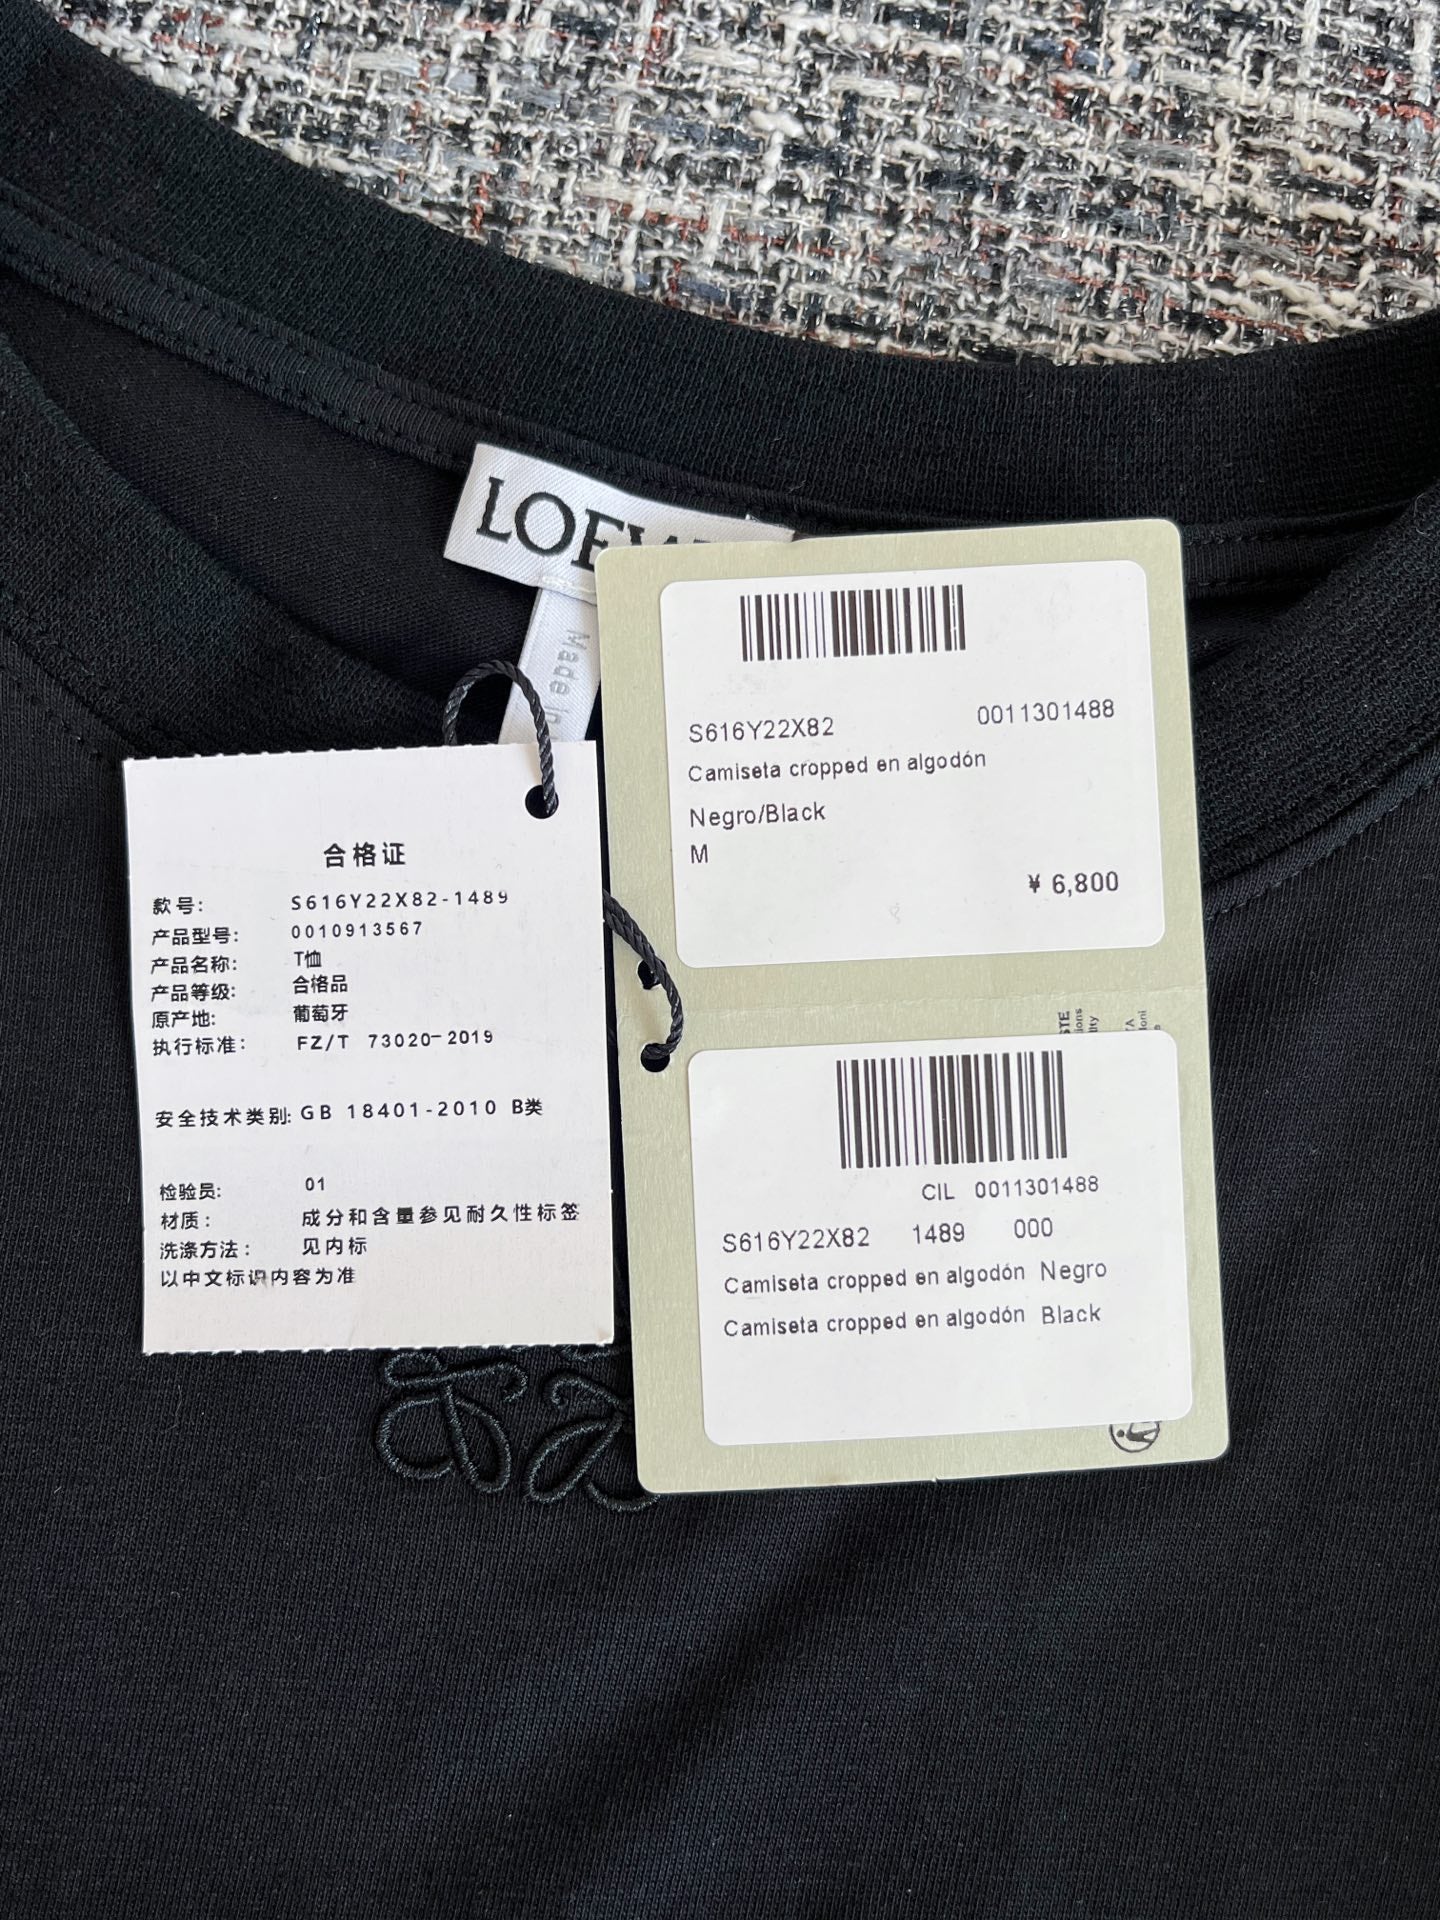 Made In
合格证
款号: S616Y22X82-1489
产品型号: 0010913567
产品名称: T恤
产品等级: 合格品
原产地: 葡萄牙
执行标准: FZ/T 73020-2019
安全技术类别: GB 18401-2010 B类
检验员: 01
材质: 成分和含量参见耐久性标签
洗涤方法: 见内标
以中文标识内容为准
S616Y22X82 0011301488
Camiseta cropped en algodón
Negro/Black
M
¥ 6,800
CIL 0011301488
S616Y22X82 1489 000
Camiseta cropped en algodón Negro
Camiseta cropped en algodón Black